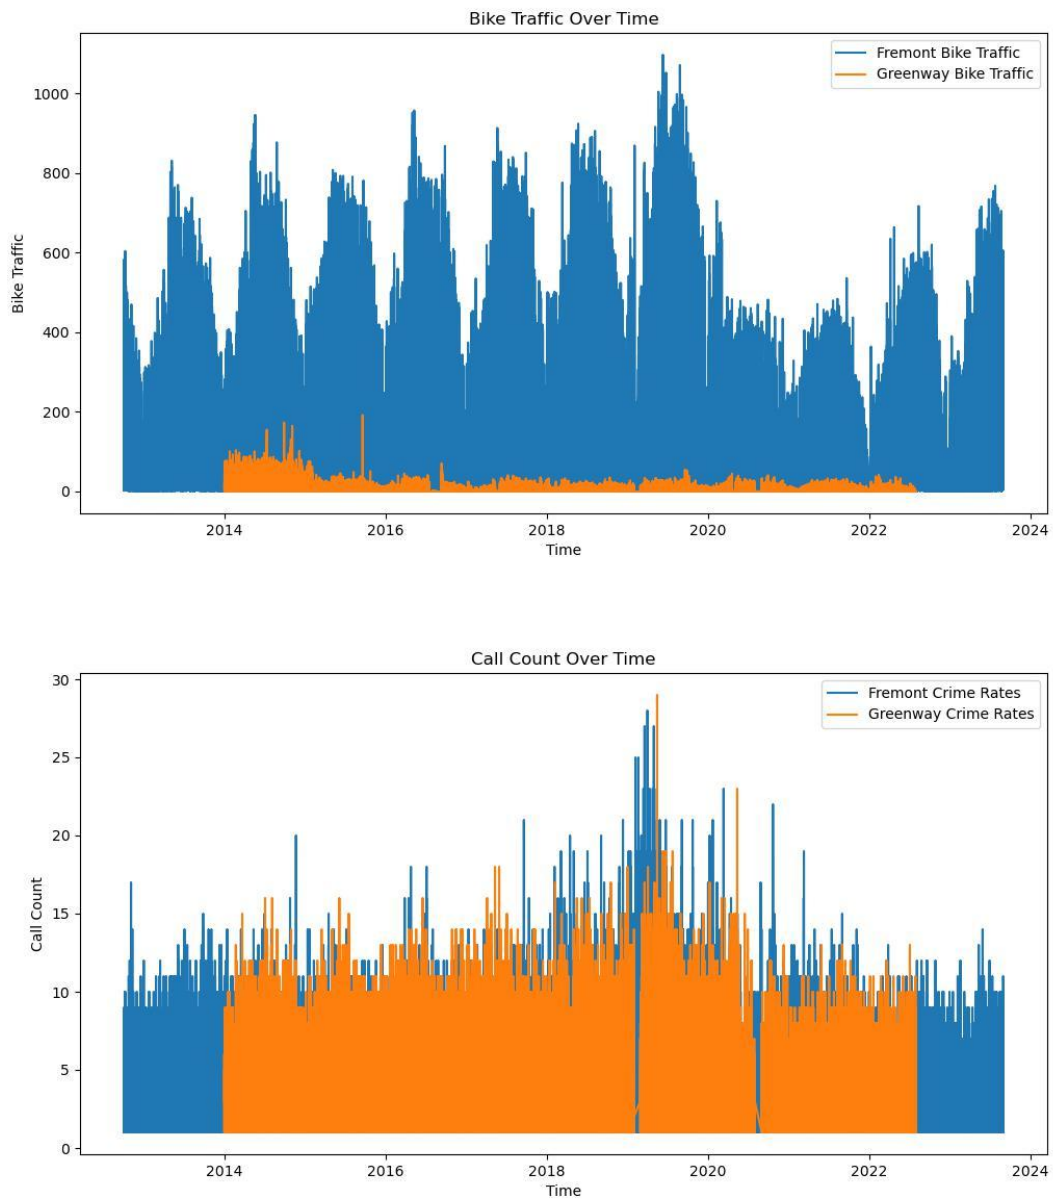 Bike Traffic Over Time
Fremont Bike Traffic
Greenway Bike Traffic
Bike Traffic
1000
800
600
400
200
0
2014 2016 2018 2020 2022 2024
Time
Call Count Over Time
Fremont Crime Rates
Greenway Crime Rates
Call Count
30
25
20
15
10
5
0
2014 2016 2018 2020 2022 2024
Time